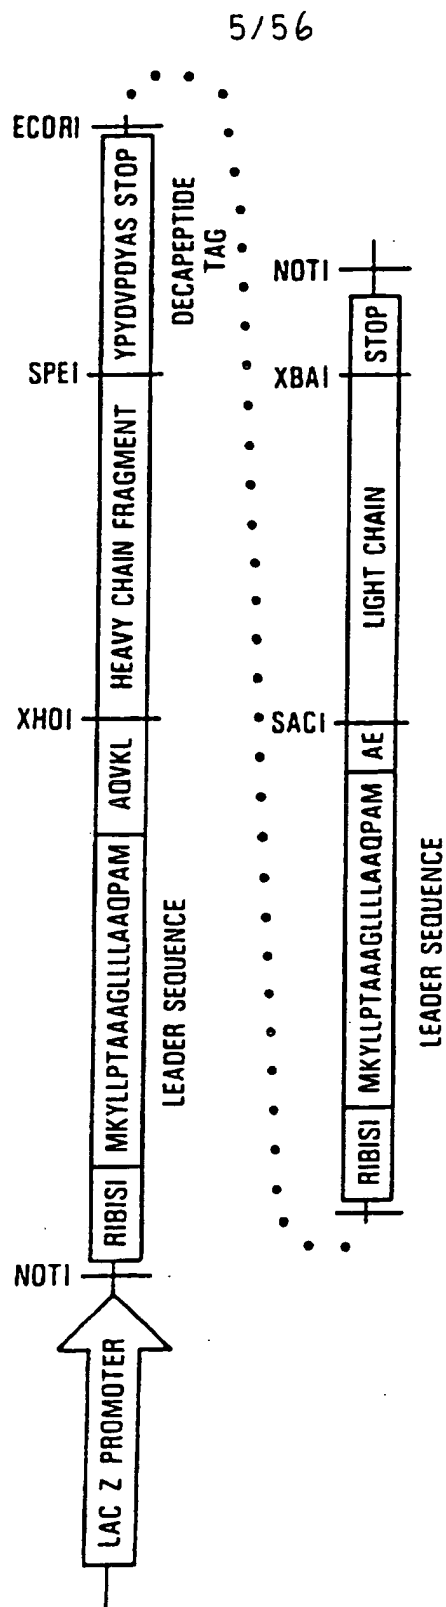 5/56
ECORI
YPYDVPDYAS STOP
DECAPEPTIDE
TAG
SPEI
HEAVY CHAIN FRAGMENT
XHOI
AQVKL
MKYLLPTAAAGLLLLAAQPAM
LEADER SEQUENCE
RIBISI
NOTI
LAC Z PROMOTER
NOTI
STOP
XBAI
LIGHT CHAIN
SACI
AE
MKYLLPTAAAGLLLLAAQPAM
LEADER SEQUENCE
RIBISI